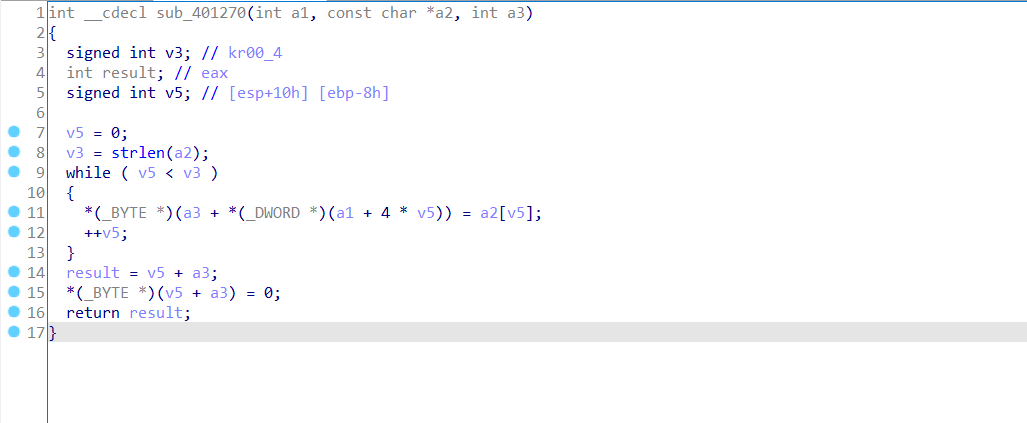 1 int __cdecl sub_401270(int a1, const char *a2, int a3)
2 {
3   signed int v3; // kr00_4
4   int result; // eax
5   signed int v5; // [esp+10h] [ebp-8h]
6
7   v5 = 0;
8   v3 = strlen(a2);
9   while ( v5 < v3 )
10   {
11     *(_BYTE *)(a3 + *(_DWORD *)(a1 + 4 * v5)) = a2[v5];
12     ++v5;
13   }
14   result = v5 + a3;
15   *(_BYTE *)(v5 + a3) = 0;
16   return result;
17 }